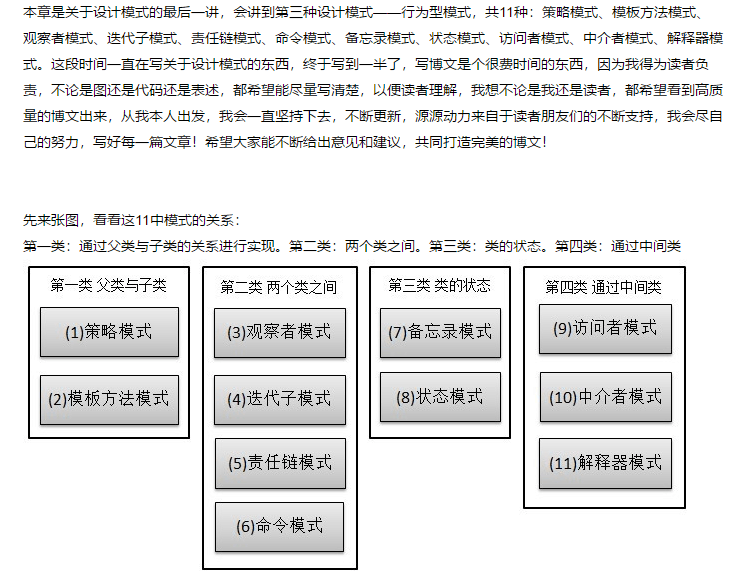 本章是关于设计模式的最后一讲，会讲到第三种设计模式——行为型模式，共11种：策略模式、模板方法模式、
观察者模式、迭代子模式、责任链模式、命令模式、备忘录模式、状态模式、访问者模式、中介者模式、解释器模
式。这段时间一直在写关于设计模式的东西，终于写到一半了，写博文是个很费时间的东西，因为我得为读者负
责，不论是图还是代码还是表述，都希望能尽量写清楚，以便读者理解，我想不论是我还是读者，都希望看到高质
量的博文出来，从我本人出发，我会一直坚持下去，不断更新，源源动力来自于读者朋友们的不断支持，我会尽自
己的努力，写好每一篇文章！希望大家能不断给出意见和建议，共同打造完美的博文！
先来张图，看看这11中模式的关系：
第一类：通过父类与子类的关系进行实现。第二类：两个类之间。第三类：类的状态。第四类：通过中间类
第一类 父类与子类
(1)策略模式
(2)模板方法模式
第二类 两个类之间
(3)观察者模式
(4)迭代子模式
(5)责任链模式
(6)命令模式
第三类 类的状态
(7)备忘录模式
(8)状态模式
第四类 通过中间类
(9)访问者模式
(10)中介者模式
(11)解释器模式